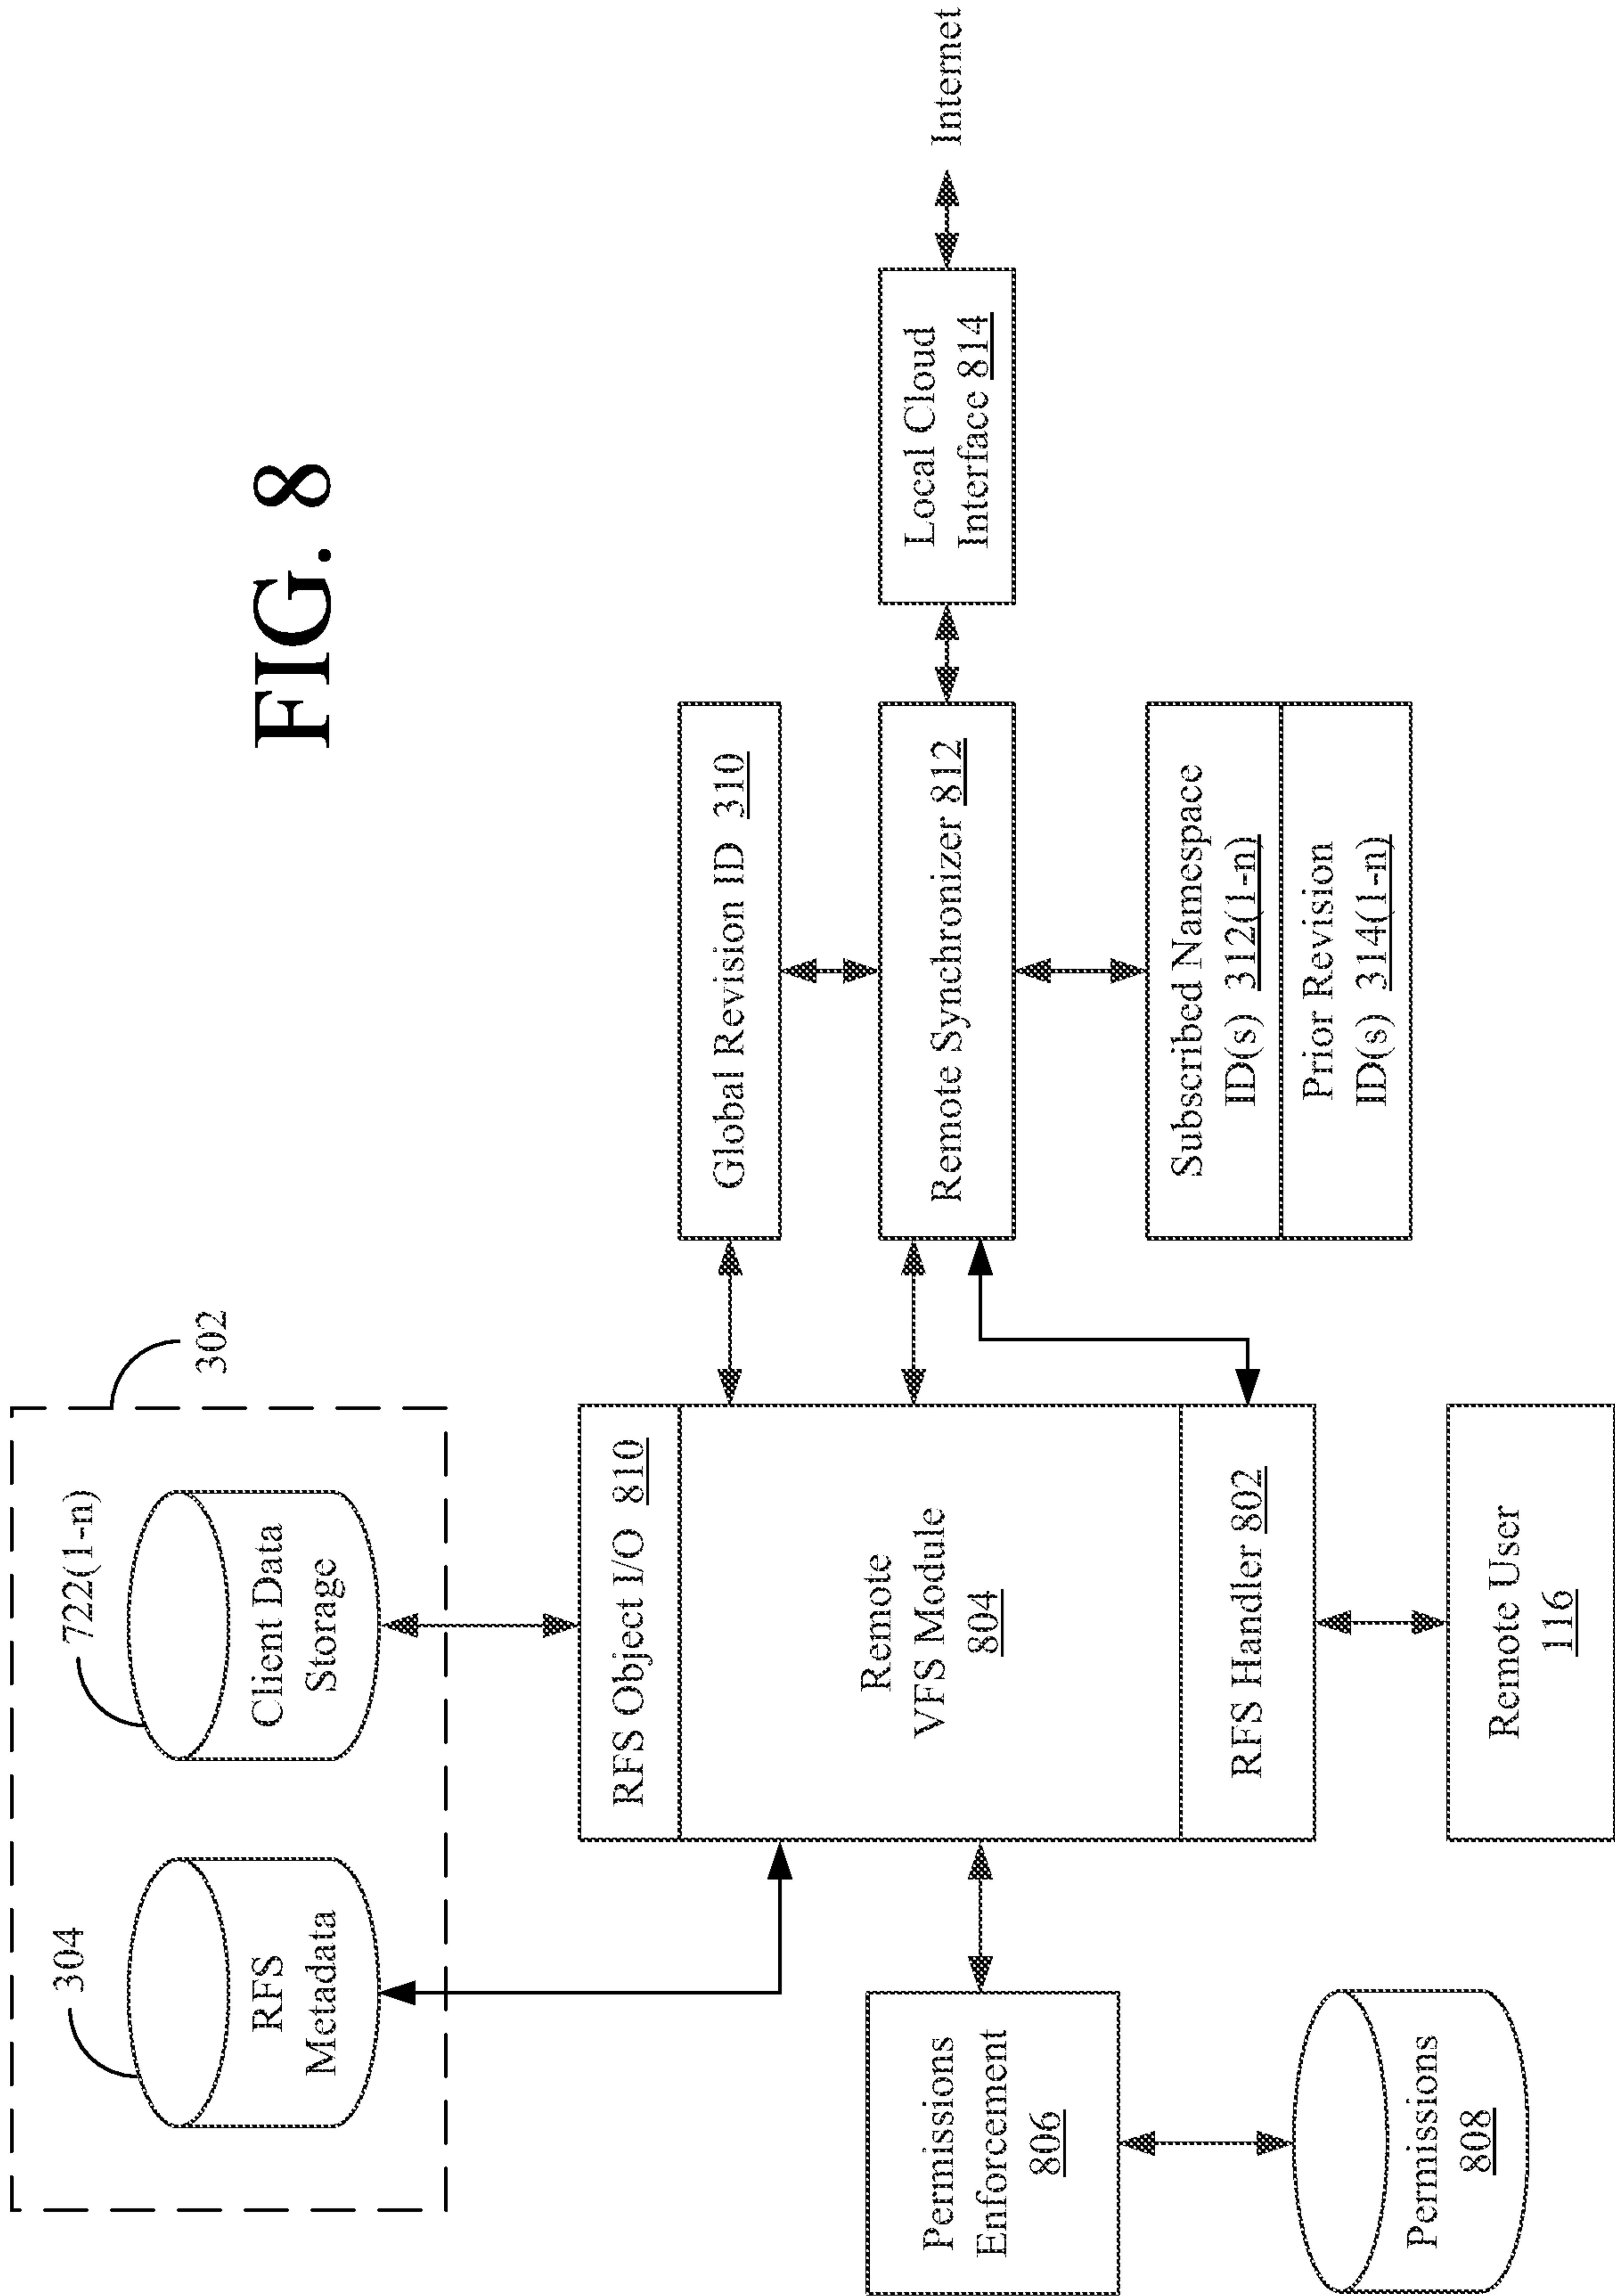 302
304
722(1-n)
RFS
Metadata
Client Data
Storage
RFS Object I/O 810
Global Revision ID 310
Permissions
Enforcement
806
Remote
VFS Module
804
Remote Synchronizer 812
Local Cloud
Interface 814
Internet
RFS Handler 802
Subscribed Namespace
ID(s) 312(1-n)
Prior Revision
ID(s) 314(1-n)
Permissions
808
Remote User
116
FIG. 8